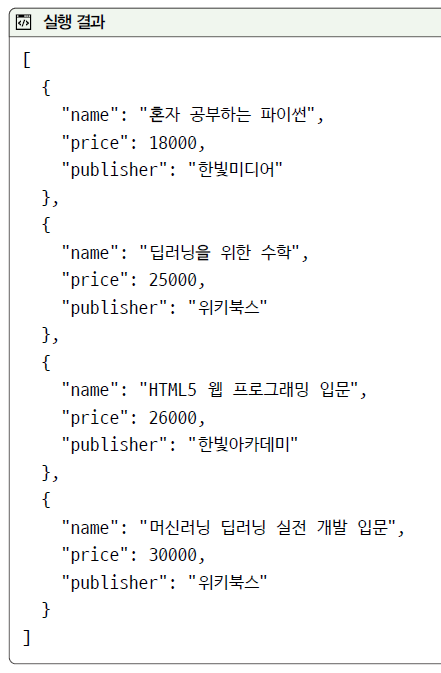 실행 결과
[
  {
    "name": "혼자 공부하는 파이썬",
    "price": 18000,
    "publisher": "한빛미디어"
  },
  {
    "name": "딥러닝을 위한 수학",
    "price": 25000,
    "publisher": "위키북스"
  },
  {
    "name": "HTML5 웹 프로그래밍 입문",
    "price": 26000,
    "publisher": "한빛아카데미"
  },
  {
    "name": "머신러닝 딥러닝 실전 개발 입문",
    "price": 30000,
    "publisher": "위키북스"
  }
]